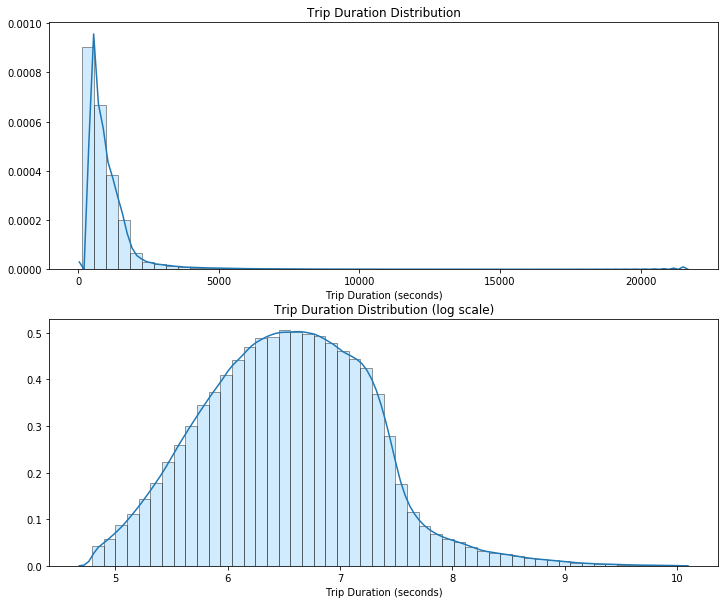 Trip Duration Distribution
0.0010
0.0008
0.0006
0.0004
0.0002
0.0000
0 5000 10000 15000 20000
Trip Duration (seconds)
Trip Duration Distribution (log scale)
0.5
0.4
0.3
0.2
0.1
0.0
5 6 7 8 9 10
Trip Duration (seconds)